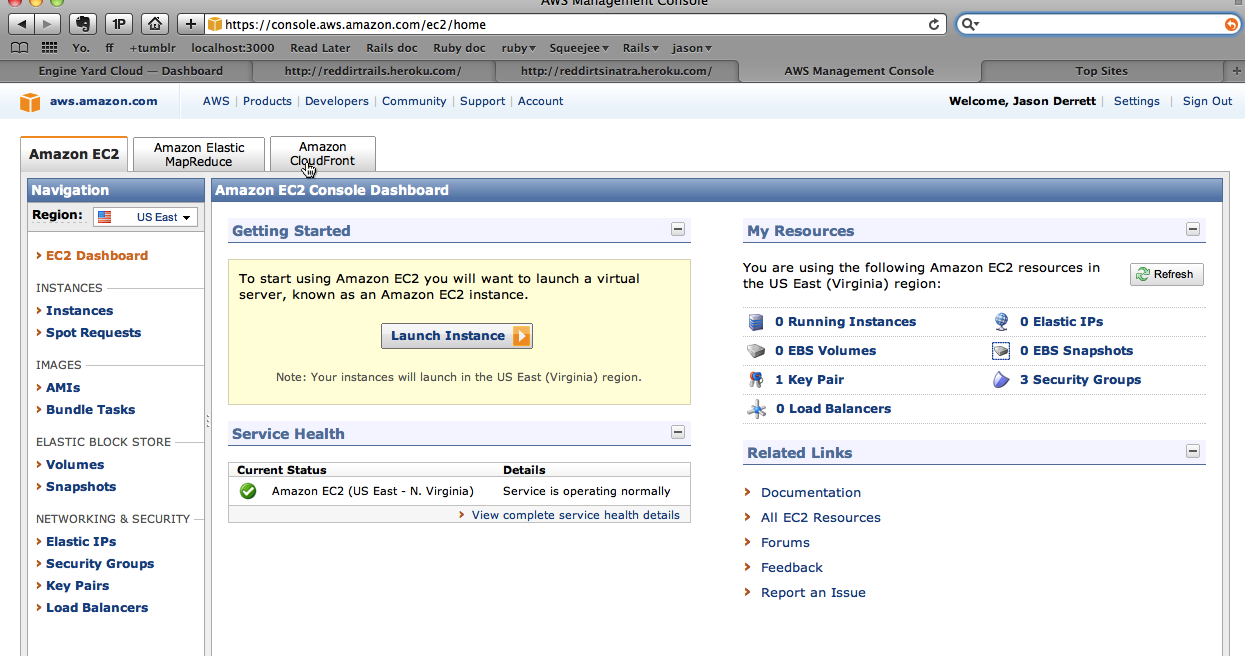 AWS Management Console
1P
https://console.aws.amazon.com/ec2/home
Yo. ff +tumblr localhost:3000 Read Later Rails doc Ruby doc ruby Squeejee Rails jason
Engine Yard Cloud — Dashboard http://reddirtrails.heroku.com/ http://reddirtsinatra.heroku.com/ AWS Management Console Top Sites
aws.amazon.com AWS | Products | Developers | Community | Support | Account Welcome, Jason Derrett | Settings | Sign Out
Amazon EC2
Amazon Elastic
MapReduce
Amazon
CloudFront
Navigation
Region: US East
EC2 Dashboard
INSTANCES
Instances
Spot Requests
IMAGES
AMIs
Bundle Tasks
ELASTIC BLOCK STORE
Volumes
Snapshots
NETWORKING & SECURITY
Elastic IPs
Security Groups
Key Pairs
Load Balancers
Amazon EC2 Console Dashboard
Getting Started
To start using Amazon EC2 you will want to launch a virtual
server, known as an Amazon EC2 instance.
Launch Instance
Note: Your instances will launch in the US East (Virginia) region.
Service Health
Current Status Details
Amazon EC2 (US East - N. Virginia) Service is operating normally
View complete service health details
My Resources
You are using the following Amazon EC2 resources in
the US East (Virginia) region:
Refresh
0 Running Instances 0 Elastic IPs
0 EBS Volumes 0 EBS Snapshots
1 Key Pair 3 Security Groups
0 Load Balancers
Related Links
Documentation
All EC2 Resources
Forums
Feedback
Report an Issue